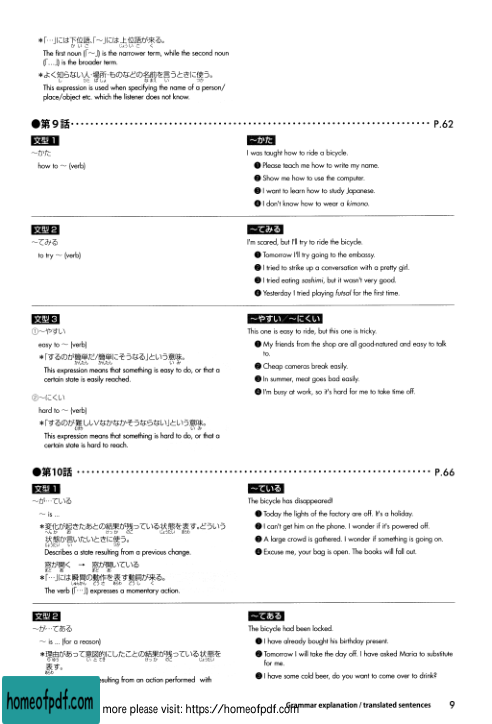 ＊「…」には下位語、「～」には上位語が来る。
The first noun (「～」) is the narrower term, while the second noun
(「…」) is the broader term.
＊よく知らない人・場所・ものなどの名前を言うときに使う。
This expression is used when specifying the name of a person/
place/object etc. which the listener does not know.
●第9話 P.62
文型1
～かた
how to ～ (verb)
～かた
I was taught how to ride a bicycle.
❶ Please teach me how to write my name.
❷ Show me how to use the computer.
❸ I want to learn how to study Japanese.
❹ I don't know how to wear a kimono.
文型2
～てみる
to try ～ (verb)
～てみる
I'm scared, but I'll try to ride the bicycle.
❶ Tomorrow I'll try going to the embassy.
❷ I tried to strike up a conversation with a pretty girl.
❸ I tried eating sashimi, but it wasn't very good.
❹ Yesterday I tried playing futsal for the first time.
文型3
①～やすい
easy to ～ (verb)
＊「するのが簡単だ/簡単にそうなる」という意味。
This expression means that something is easy to do, or that a
certain state is easily reached.
②～にくい
hard to ～ (verb)
＊「するのが難しい/なかなかそうならない」という意味。
This expression means that something is hard to do, or that a
certain state is hard to reach.
～やすい／～にくい
This one is easy to ride, but this one is tricky.
❶ My friends from the shop are all good-natured and easy to talk
to.
❷ Cheap cameras break easily.
❸ In summer, meat goes bad easily.
❹ I'm busy at work, so it's hard for me to take time off.
●第10話 P.66
文型1
～が…ている
～ is ...
＊変化が起きたあとの結果が残っている状態を表す。どういう
状態か言いたいときに使う。
Describes a state resulting from a previous change.
窓が開く → 窓が開いている
＊「…」には瞬間の動作を表す動詞が来る。
The verb (「…」) expresses a momentary action.
～ている
The bicycle has disappeared!
❶ Today the lights of the factory are off. It's a holiday.
❷ I can't get him on the phone. I wonder if it's powered off.
❸ A large crowd is gathered. I wonder if something is going on.
❹ Excuse me, your bag is open. The books will fall out.
文型2
～が…てある
～ is ... (for a reason)
＊理由があって意図的にしたことの結果が残っている状態を
表す。
sulting from an action performed with
～てある
The bicycle had been locked.
❶ I have already bought his birthday present.
❷ Tomorrow I will take the day off. I have asked Maria to substitute
for me.
❸ I have some cold beer, do you want to come over to drink?
homeofpdf.com
more please visit: https://homeofpdf.com
Grammar explanation / translated sentences 9